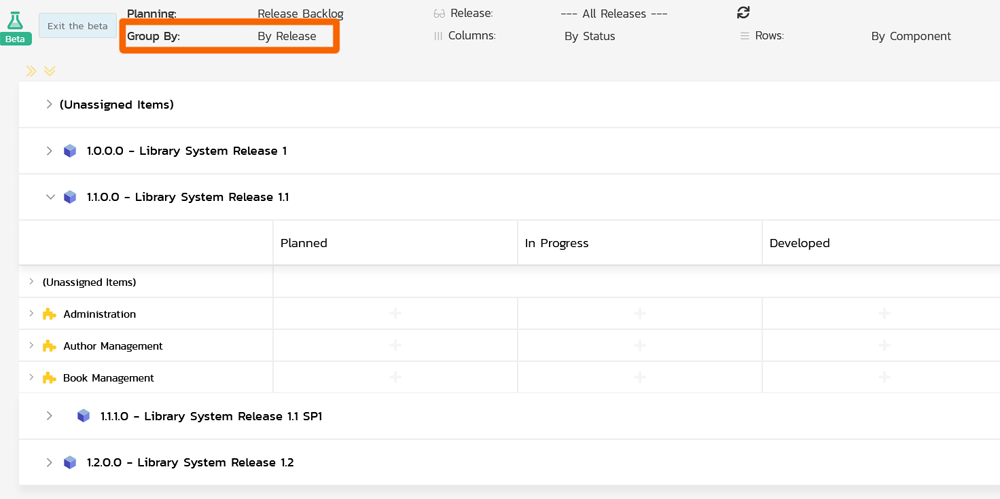 Planning: Release Backlog Release: --- All Releases ---
Exit the beta
Beta
Group By: By Release Columns: By Status Rows: By Component
(Unassigned Items)
1.0.0.0 - Library System Release 1
1.1.0.0 - Library System Release 1.1
Planned In Progress Developed
(Unassigned Items)
Administration
Author Management
Book Management
1.1.1.0 - Library System Release 1.1 SP1
1.2.0.0 - Library System Release 1.2